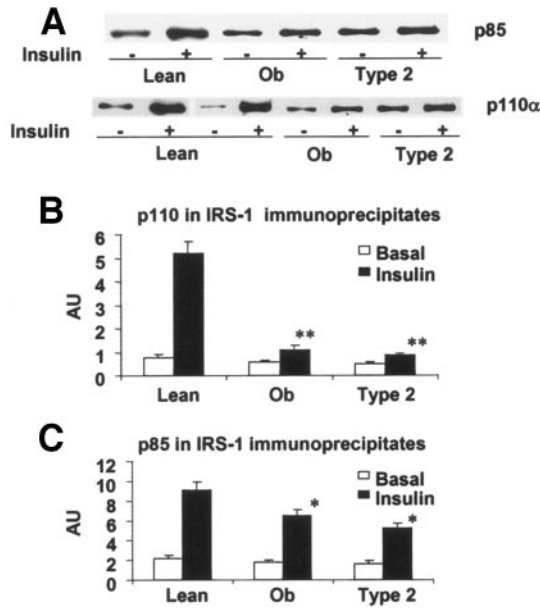 A
p85
Insulin - + - + - +
Lean Ob Type 2
p110α
Insulin - + - + - + - +
Lean Ob Type 2
B
p110 in IRS-1 immunoprecipitates
6
5
4
3
2
1
0
AU
Basal
Insulin
** **
Lean Ob Type 2
C
p85 in IRS-1 immunoprecipitates
12
10
8
6
4
2
0
AU
Basal
Insulin
* *
Lean Ob Type 2